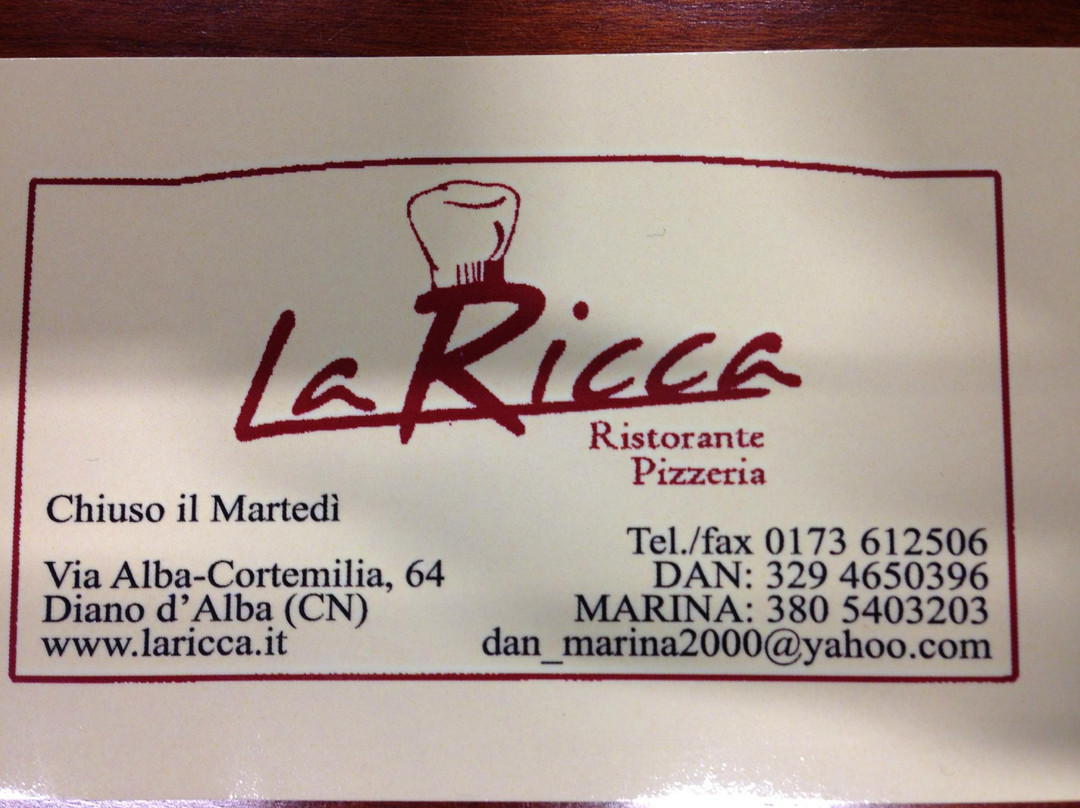 La Ricca
Ristorante
Pizzeria
Chiuso il Martedì
Via Alba-Cortemilia, 64
Diano d'Alba (CN)
www.laricca.it
Tel./fax 0173 612506
DAN: 329 4650396
MARINA: 380 5403203
dan_marina2000@yahoo.com